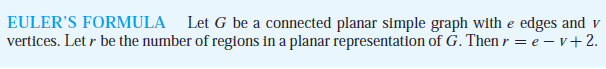 EULER'S FORMULA Let G be a connected planar simple graph with e edges and v
vertices. Let r be the number of regions in a planar representation of G. Then r = e − v + 2.